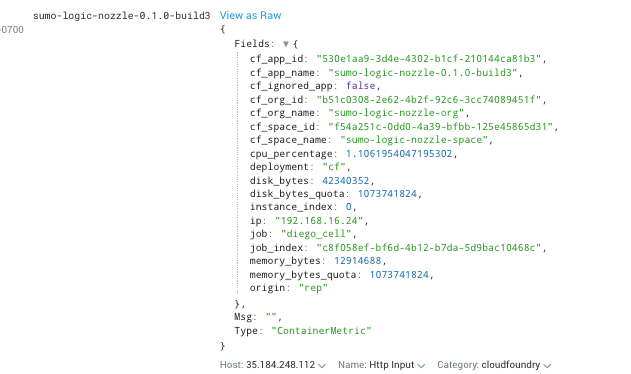 sumo-logic-nozzle-0.1.0-build3 View as Raw
-0700 {
Fields: ▼ {
cf_app_id: "530e1aa9-3d4e-4302-b1cf-210144ca81b3",
cf_app_name: "sumo-logic-nozzle-0.1.0-build3",
cf_ignored_app: false,
cf_org_id: "b51c0308-2e62-4b2f-92c6-3cc74089451f",
cf_org_name: "sumo-logic-nozzle-org",
cf_space_id: "f54a251c-0dd0-4a39-bfbb-125e45865d31",
cf_space_name: "sumo-logic-nozzle-space",
cpu_percentage: 1.1061954047195302,
deployment: "cf",
disk_bytes: 42340352,
disk_bytes_quota: 1073741824,
instance_index: 0,
ip: "192.168.16.24",
job: "diego_cell",
job_index: "c8f058ef-bf6d-4b12-b7da-5d9bac10468c",
memory_bytes: 12914688,
memory_bytes_quota: 1073741824,
origin: "rep"
},
Msg: "",
Type: "ContainerMetric"
}
Host: 35.184.248.112 Name: Http Input Category: cloudfoundry